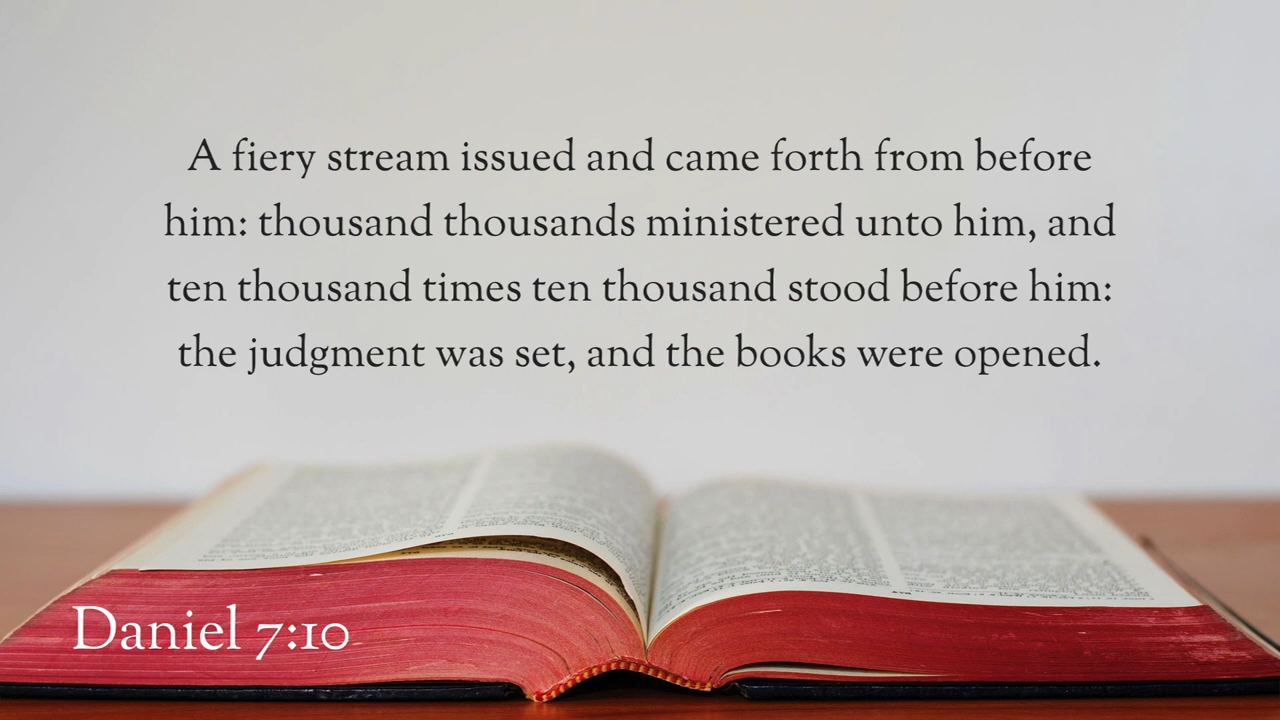 A fiery stream issued and came forth from before
him: thousand thousands ministered unto him, and
ten thousand times ten thousand stood before him:
the judgment was set, and the books were opened.
Daniel 7:10